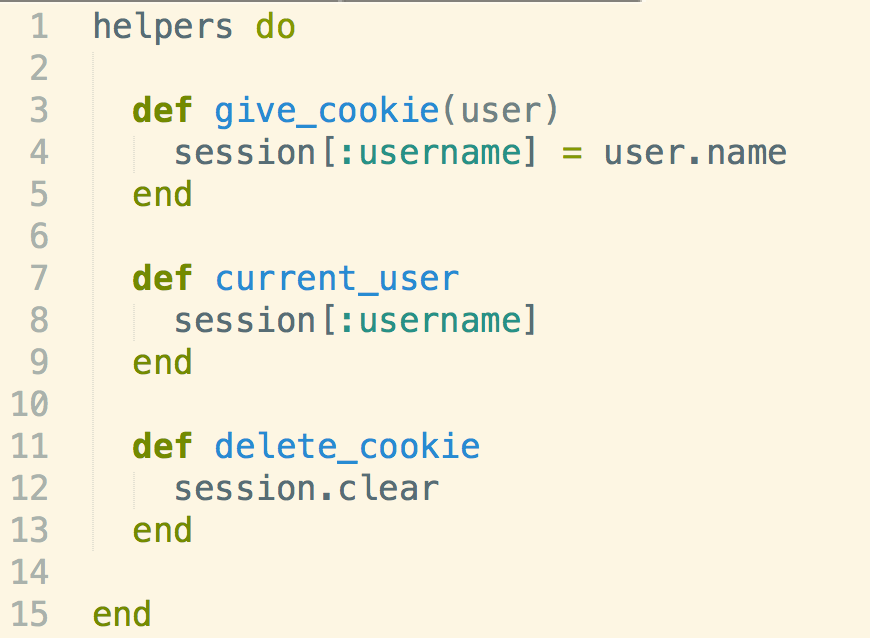 1 helpers do
2
3 def give_cookie(user)
4 session[:username] = user.name
5 end
6
7 def current_user
8 session[:username]
9 end
10
11 def delete_cookie
12 session.clear
13 end
14
15 end